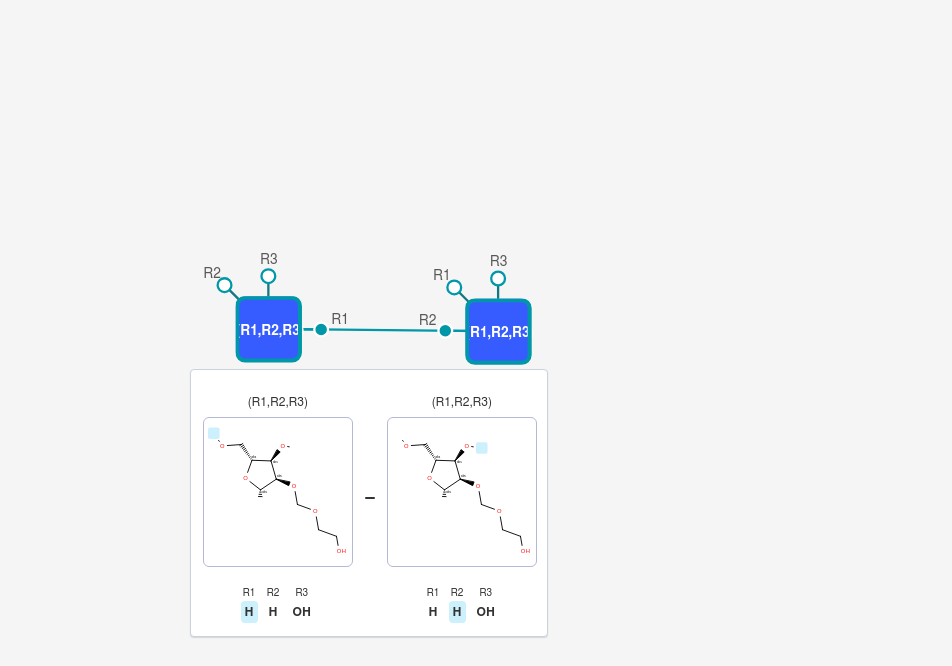 R3
R2
R3
R1
R1
R2
R1,R2,R3
R1,R2,R3
(R1,R2,R3)
(R1,R2,R3)
O
O
O
O
O
OH
O
O
O
O
O
OH
–
R1 R2 R3
H H OH
R1 R2 R3
H H OH